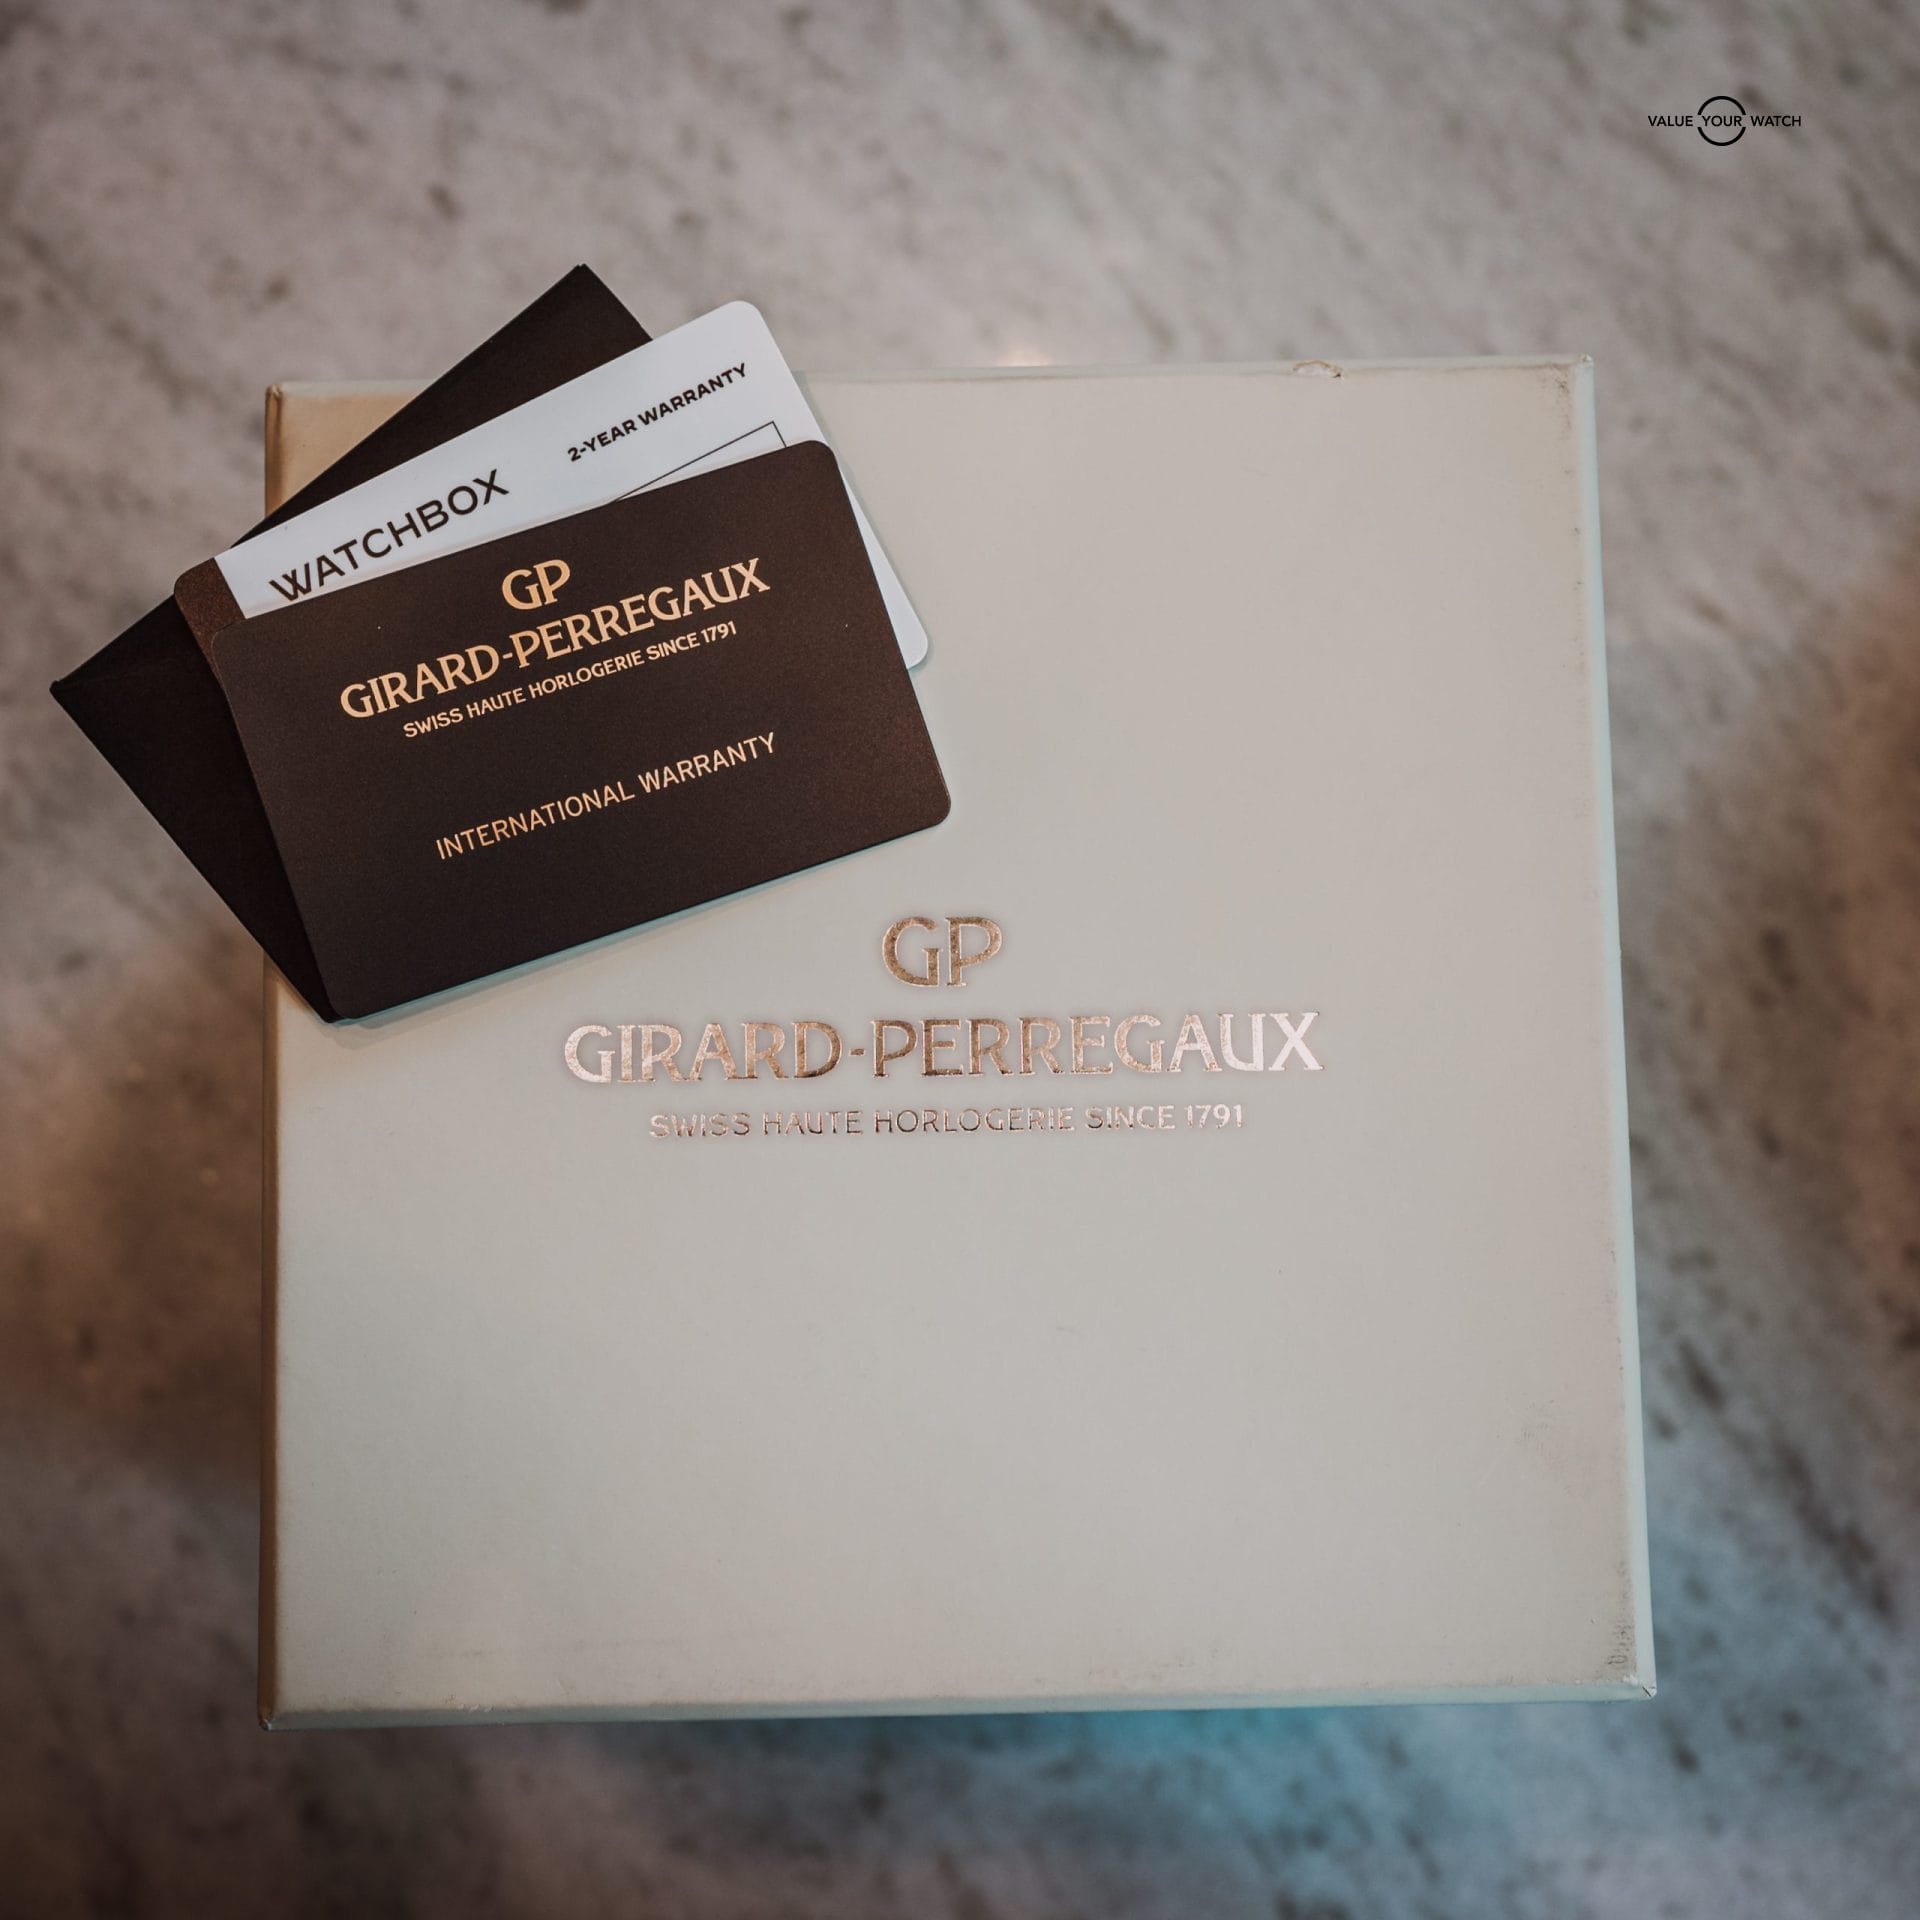 VALUE YOUR WATCH
2-YEAR WARRANTY
WATCHBOX
GP
GIRARD-PERREGAUX
SWISS HAUTE HORLOGERIE SINCE 1791
INTERNATIONAL WARRANTY
GP
GIRARD-PERREGAUX
SWISS HAUTE HORLOGERIE SINCE 1791